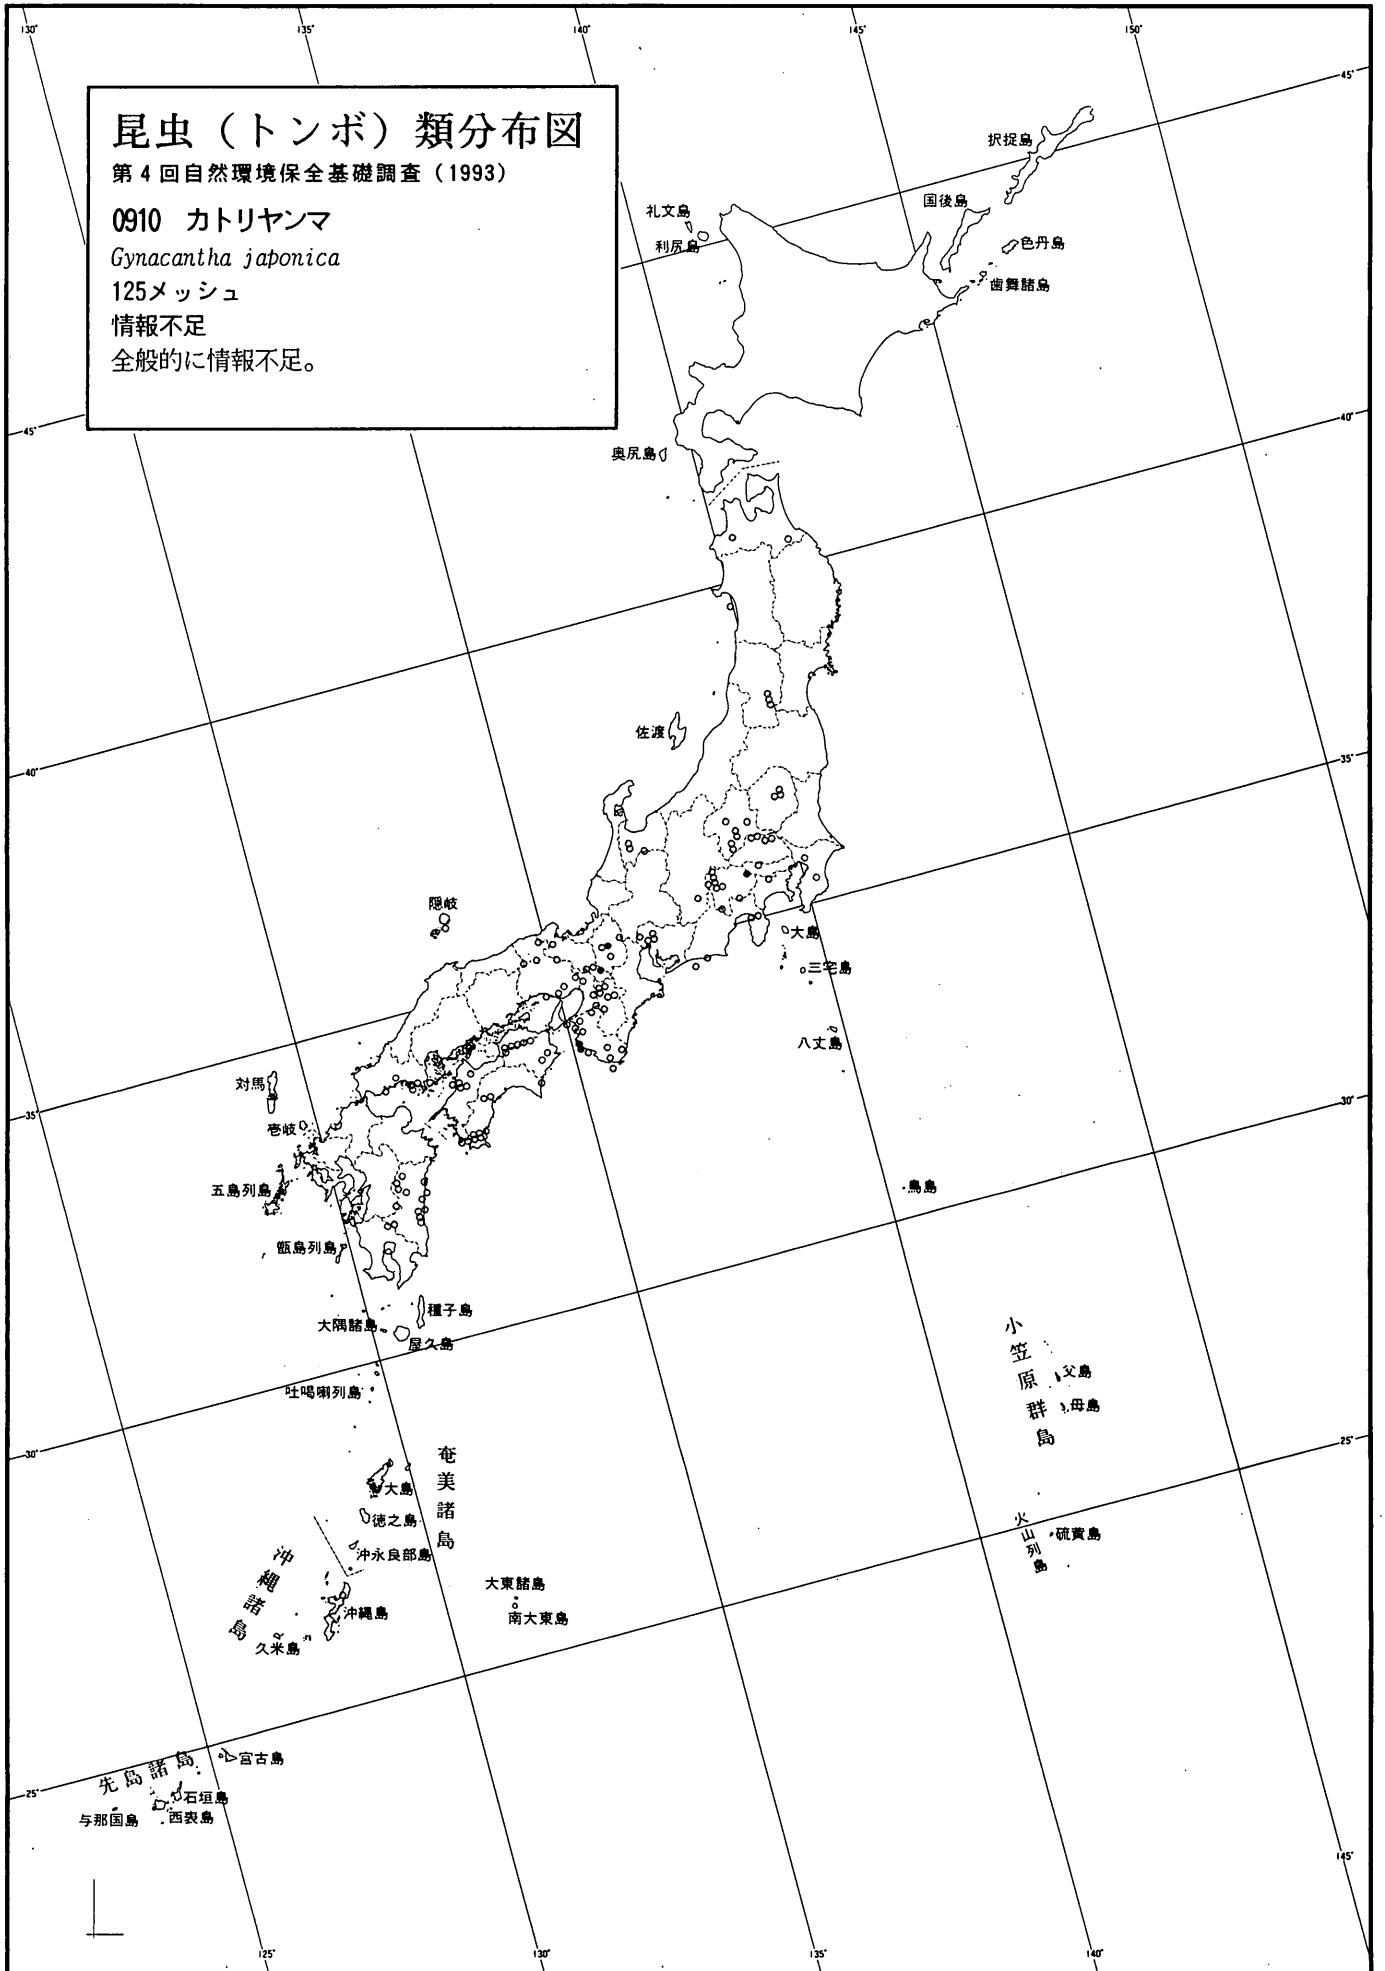 130°
135°
140°
145°
150°
昆虫（トンボ）類分布図
第4回自然環境保全基礎調査（1993）
0910 カトリヤンマ
Gynacantha japonica
125メッシュ
情報不足
全般的に情報不足。
45°
択捉島
国後島
礼文島
利尻島
色丹島
歯舞諸島
40°
45°
奥尻島
佐渡
35°
40°
隠岐
大島
三宅島
八丈島
対馬
30°
35°
壱岐
五島列島
鳥島
甑島列島
種子島
大隅諸島
屋久島
小笠原群島
父島
吐噶喇列島
母島
25°
30°
奄美諸島
大島
徳之島
火山列島
硫黄島
沖永良部島
沖縄諸島
大東諸島
沖縄島
南大東島
久米島
先島諸島
宮古島
25°
石垣島
与那国島
西表島
145°
125°
130°
135°
140°